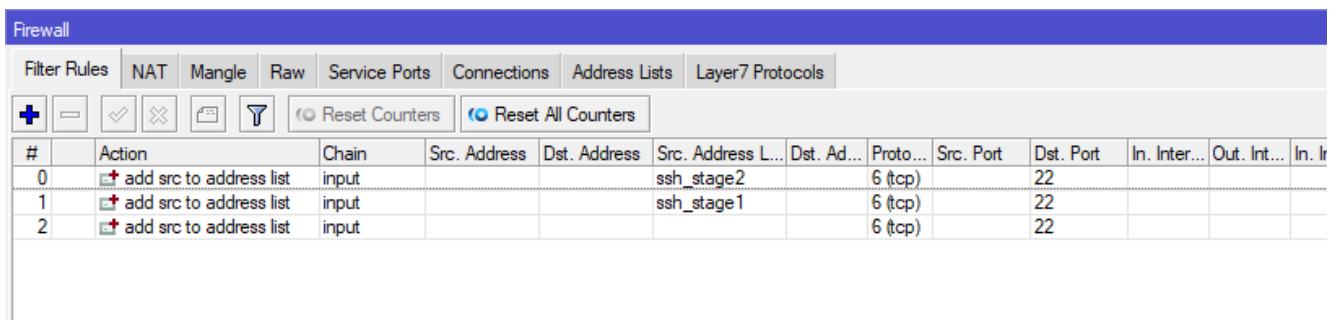 Firewall
Filter Rules NAT Mangle Raw Service Ports Connections Address Lists Layer7 Protocols
Reset Counters Reset All Counters
# Action Chain Src. Address Dst. Address Src. Address L... Dst. Ad... Proto... Src. Port Dst. Port In. Inter... Out. Int... In. I
0 add src to address list input ssh_stage2 6 (tcp) 22
1 add src to address list input ssh_stage1 6 (tcp) 22
2 add src to address list input 6 (tcp) 22